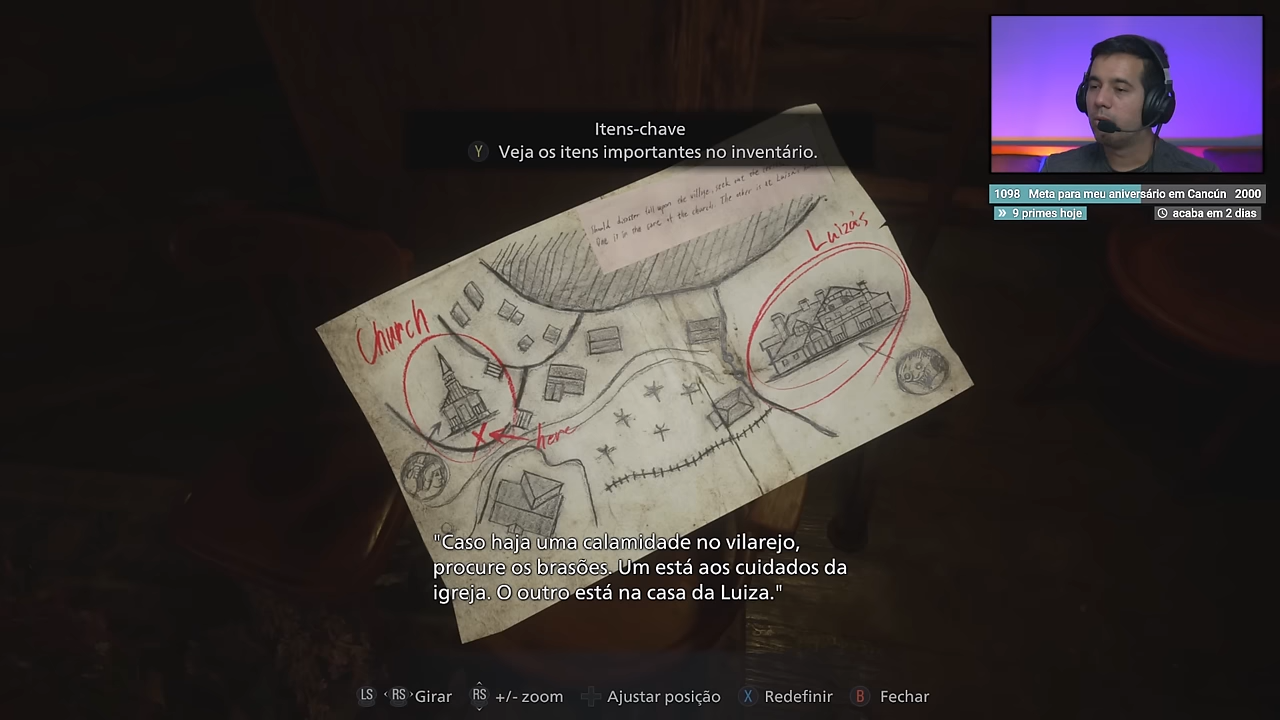 Itens-chave
Y Veja os itens importantes no inventário.
1098 Meta para meu aniversário em Cancún 2000
9 primes hoje
acaba em 2 dias
Should disaster fall upon the village, seek out the
One is in the care of the church. The other is at Luiza's
Luiza's
Church
here
"Caso haja uma calamidade no vilarejo,
procure os brasões. Um está aos cuidados da
igreja. O outro está na casa da Luiza."
LS RS Girar RS +/- zoom Ajustar posição X Redefinir B Fechar